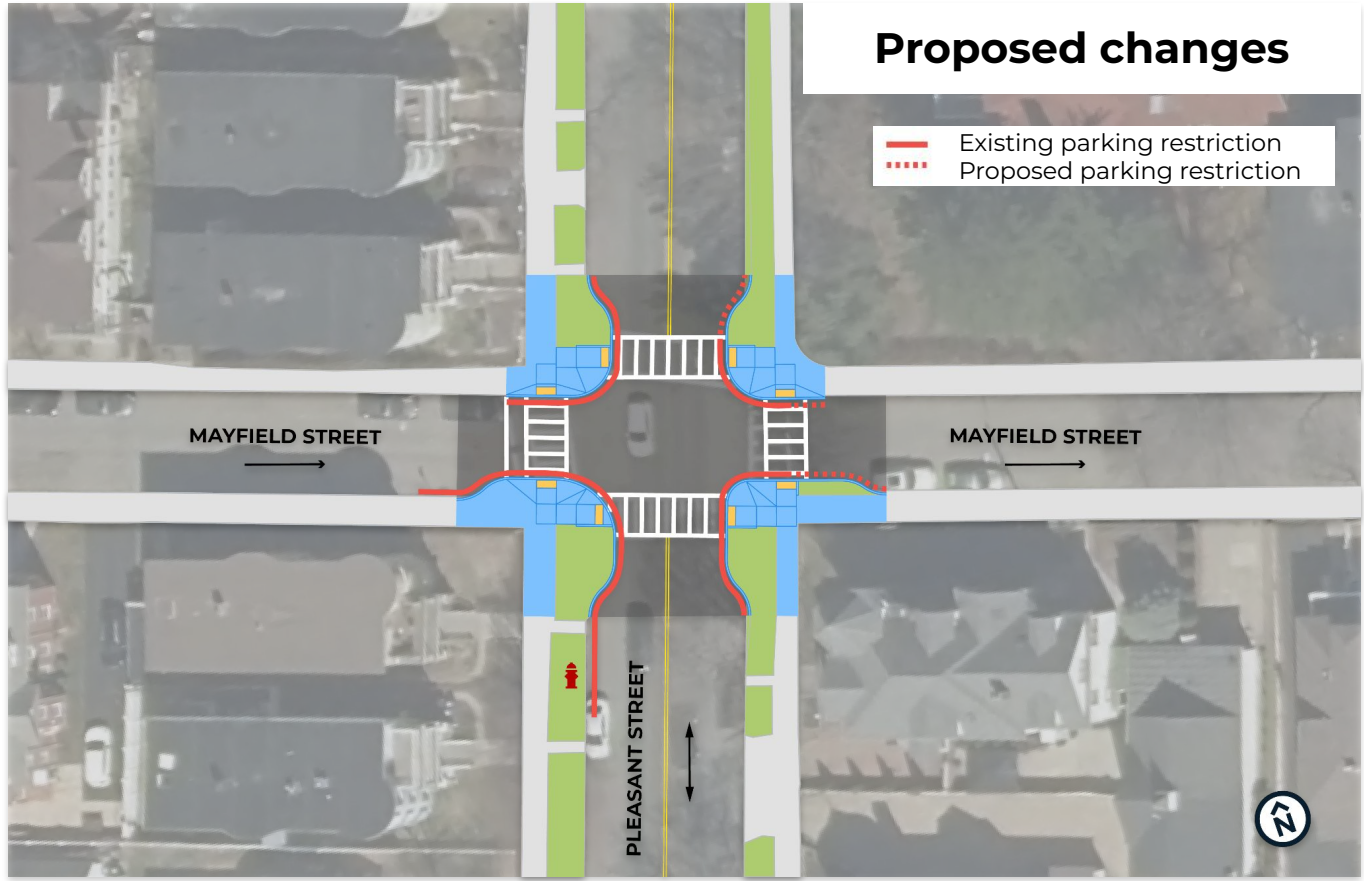 Proposed changes
Existing parking restriction
Proposed parking restriction
MAYFIELD STREET
MAYFIELD STREET
PLEASANT STREET
N